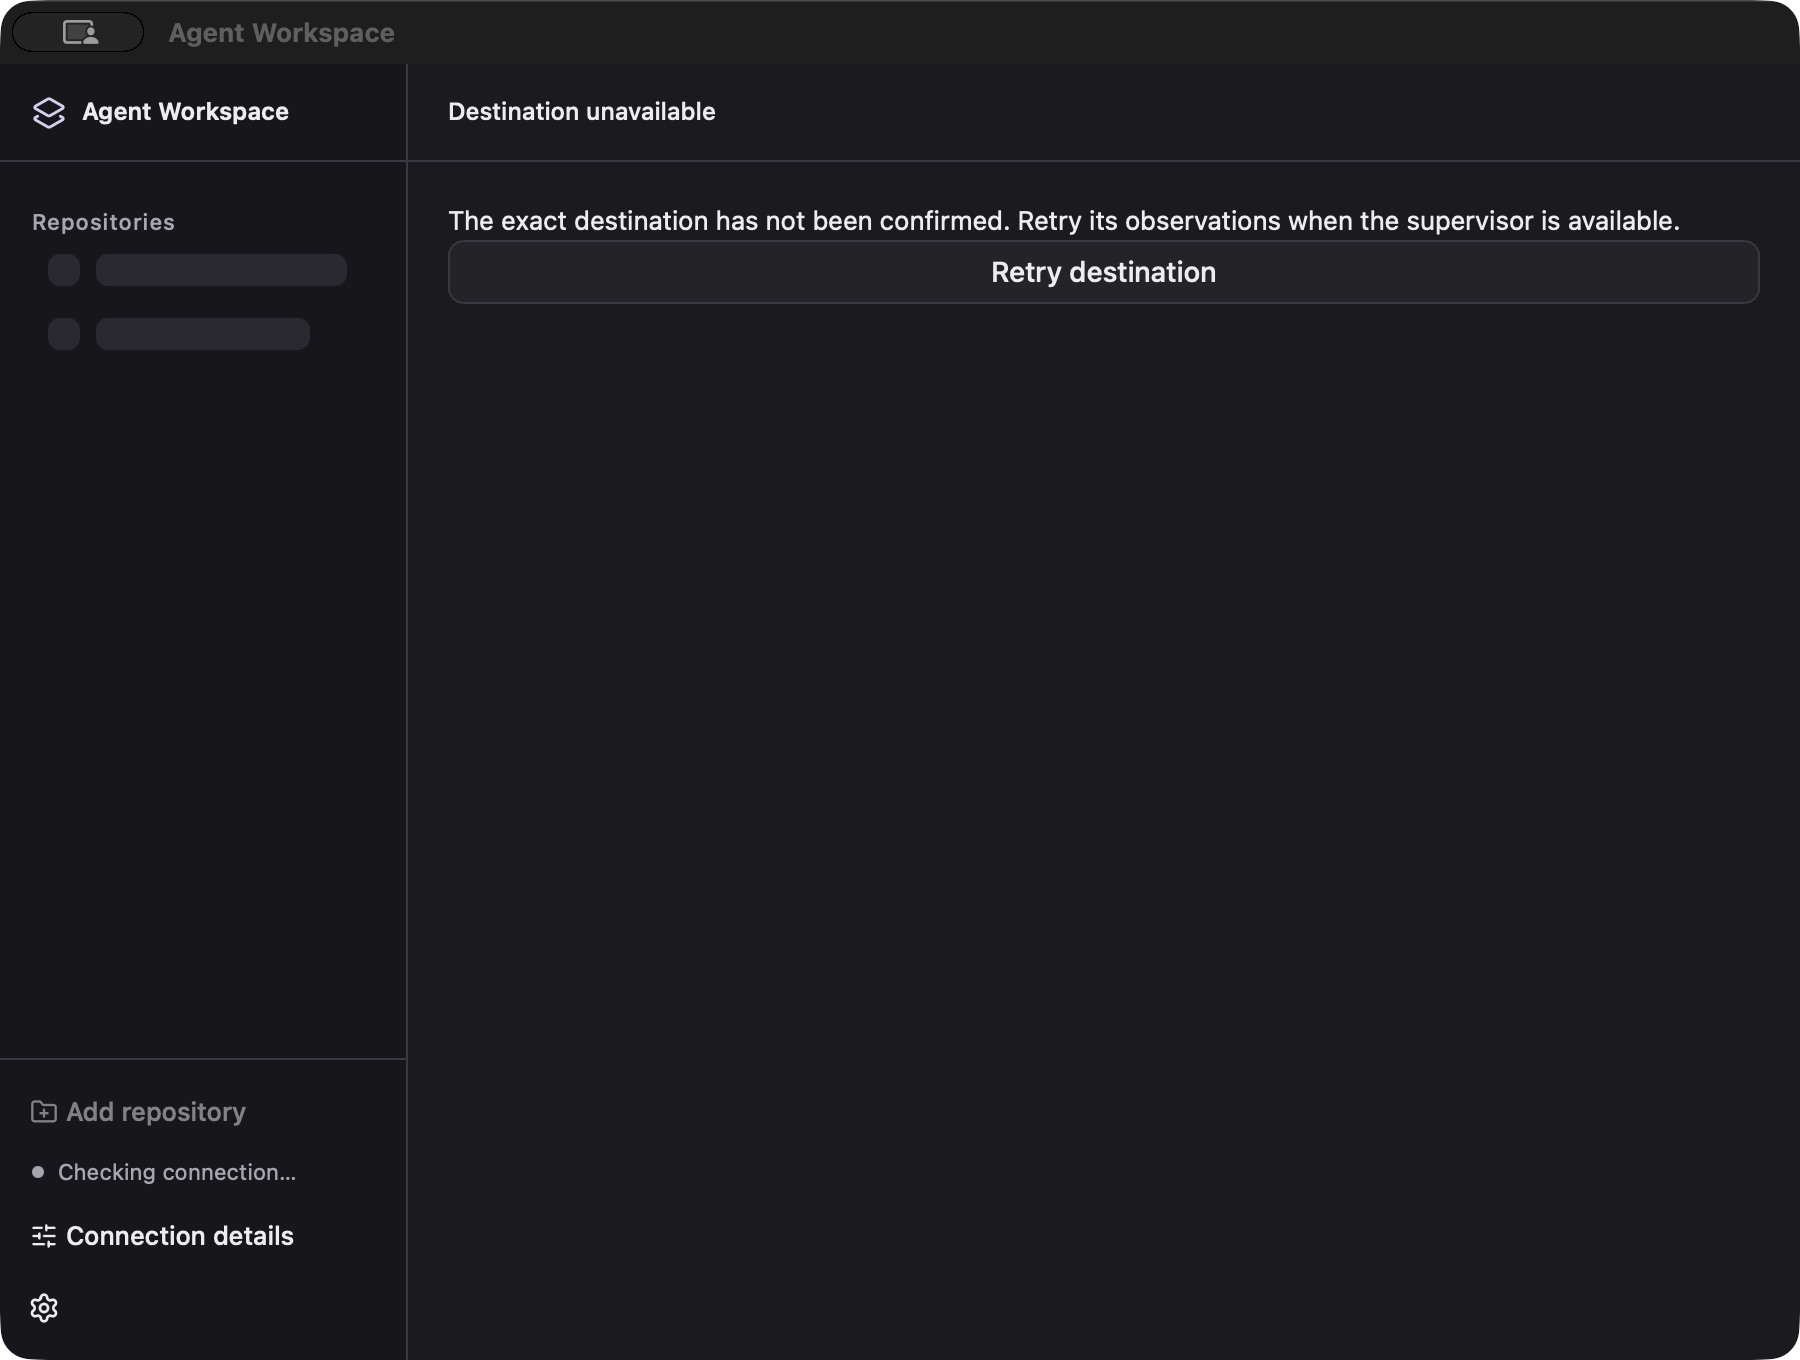 Agent Workspace
Agent Workspace
Destination unavailable
Repositories
The exact destination has not been confirmed. Retry its observations when the supervisor is available.
Retry destination
Add repository
Checking connection...
Connection details